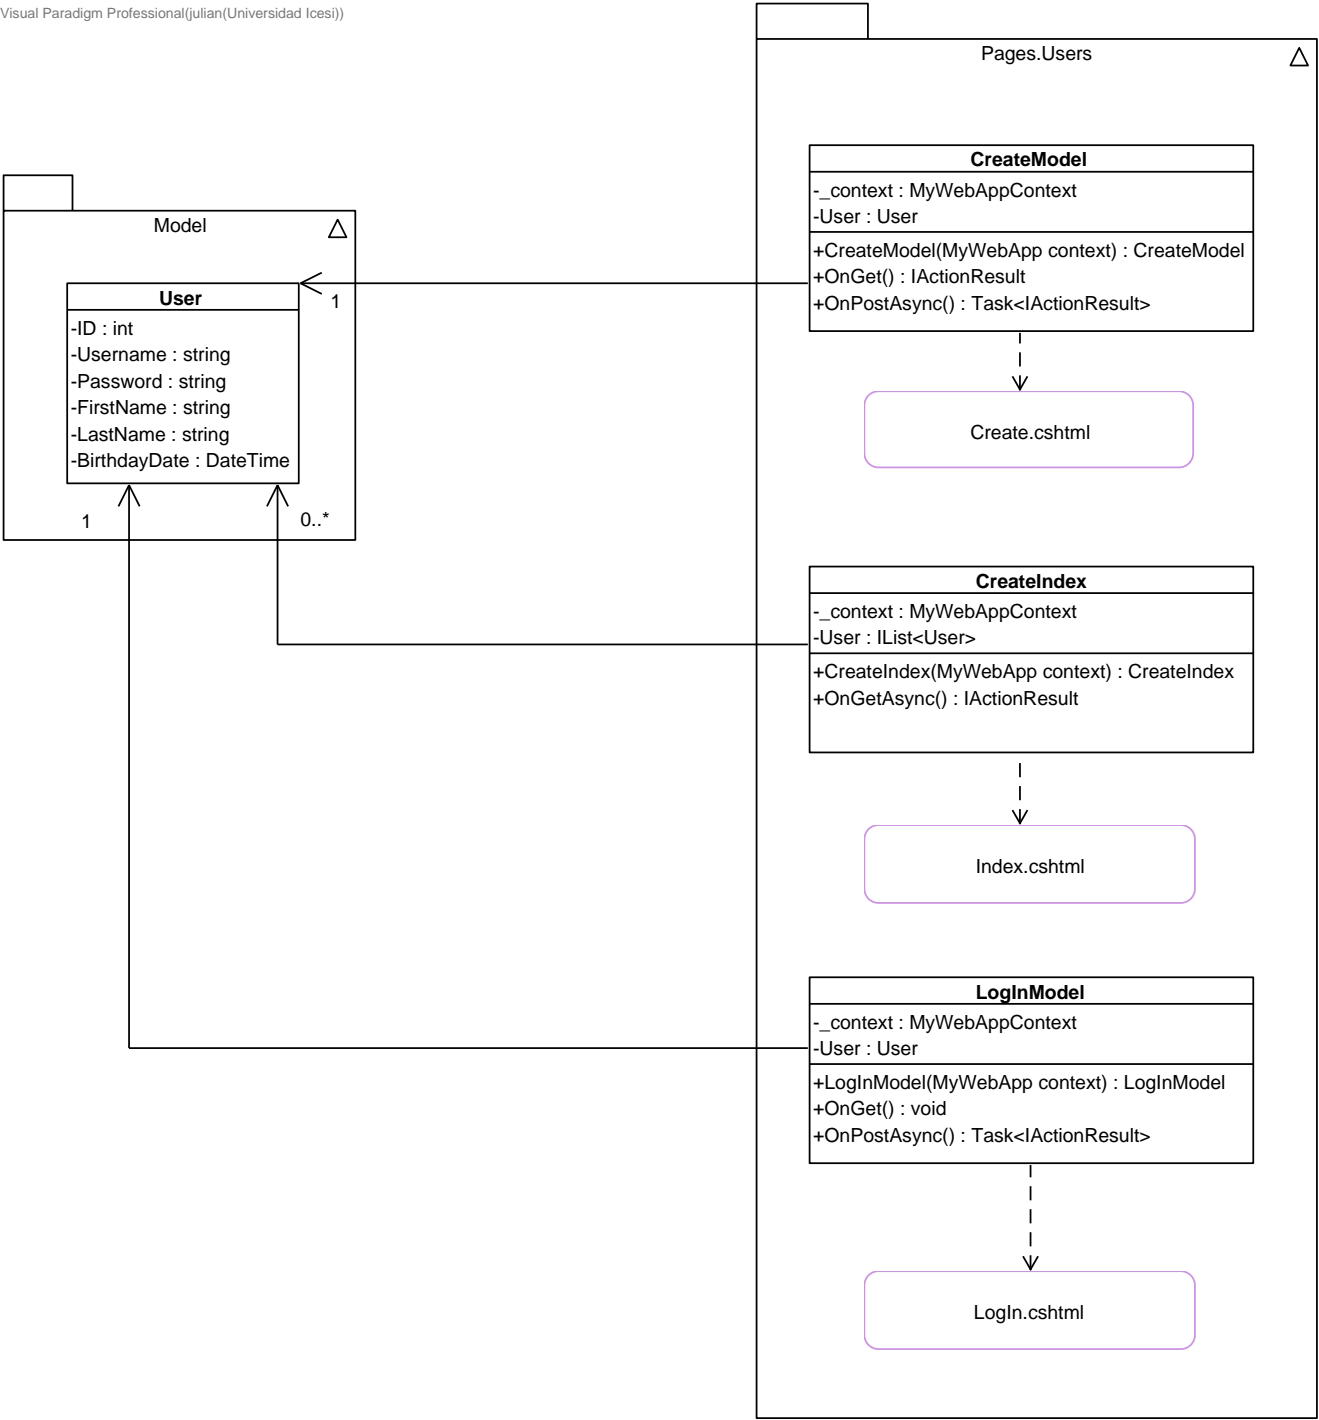 Visual Paradigm Professional(julian(Universidad Icesi))
Pages.Users
CreateModel
-_context : MyWebAppContext
-User : User
+CreateModel(MyWebApp context) : CreateModel
+OnGet() : IActionResult
+OnPostAsync() : Task<IActionResult>
Create.cshtml
Model
User
-ID : int
-Username : string
-Password : string
-FirstName : string
-LastName : string
-BirthdayDate : DateTime
1
1
0..*
CreateIndex
-_context : MyWebAppContext
-User : IList<User>
+CreateIndex(MyWebApp context) : CreateIndex
+OnGetAsync() : IActionResult
Index.cshtml
LogInModel
-_context : MyWebAppContext
-User : User
+LogInModel(MyWebApp context) : LogInModel
+OnGet() : void
+OnPostAsync() : Task<IActionResult>
LogIn.cshtml